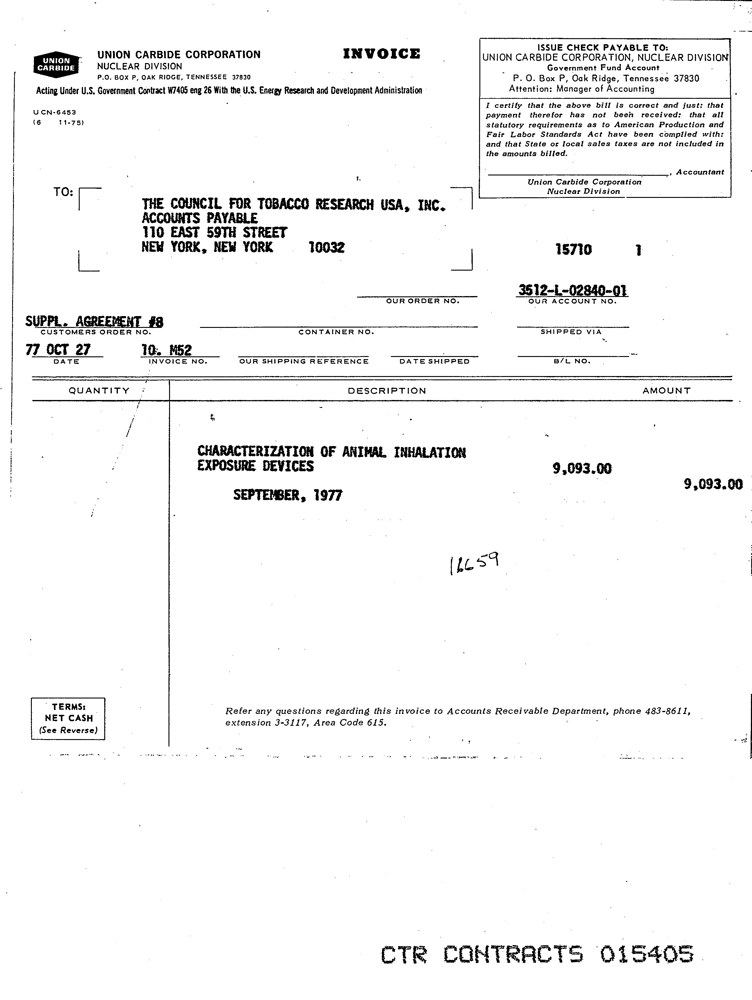 UNION CARBIDE
UNION CARBIDE CORPORATION
NUCLEAR DIVISION
P.O. BOX P, OAK RIDGE, TENNESSEE 37830
Acting Under U.S. Government Contract W7405 eng 26 With the U.S. Energy Research and Development Administration
INVOICE
ISSUE CHECK PAYABLE TO:
UNION CARBIDE CORPORATION, NUCLEAR DIVISION
Government Fund Account
P. O. Box P, Oak Ridge, Tennessee 37830
Attention: Manager of Accounting
I certify that the above bill is correct and just: that
payment therefor has not been received: that all
statutory requirements as to American Production and
Fair Labor Standards Act have been complied with:
and that State or local sales taxes are not included in
the amounts billed.
, Accountant
Union Carbide Corporation
Nuclear Division
UCN-6453
(6 11-75)
TO:
THE COUNCIL FOR TOBACCO RESEARCH USA, INC.
ACCOUNTS PAYABLE
110 EAST 59TH STREET
NEW YORK, NEW YORK 10032
15710 1
3512-L-02840-01
OUR ORDER NO. OUR ACCOUNT NO.
SUPPL. AGREEMENT #8
CUSTOMERS ORDER NO. CONTAINER NO. SHIPPED VIA
77 OCT 27 10. M52
DATE INVOICE NO. OUR SHIPPING REFERENCE DATE SHIPPED B/L NO.
QUANTITY DESCRIPTION AMOUNT
CHARACTERIZATION OF ANIMAL INHALATION
EXPOSURE DEVICES 9,093.00
9,093.00
SEPTEMBER, 1977
TERMS:
NET CASH
(See Reverse)
Refer any questions regarding this invoice to Accounts Receivable Department, phone 483-8611,
extension 3-3117, Area Code 615.
CTR CONTRACTS 015405